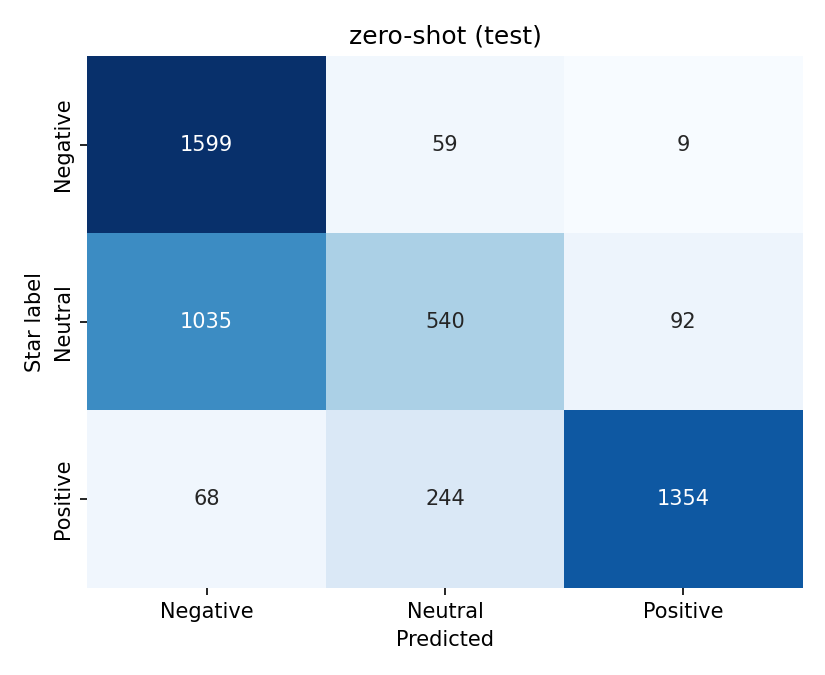 zero-shot (test)
Star label
Negative
1599 59 9
Neutral
1035 540 92
Positive
68 244 1354
Negative Neutral Positive
Predicted